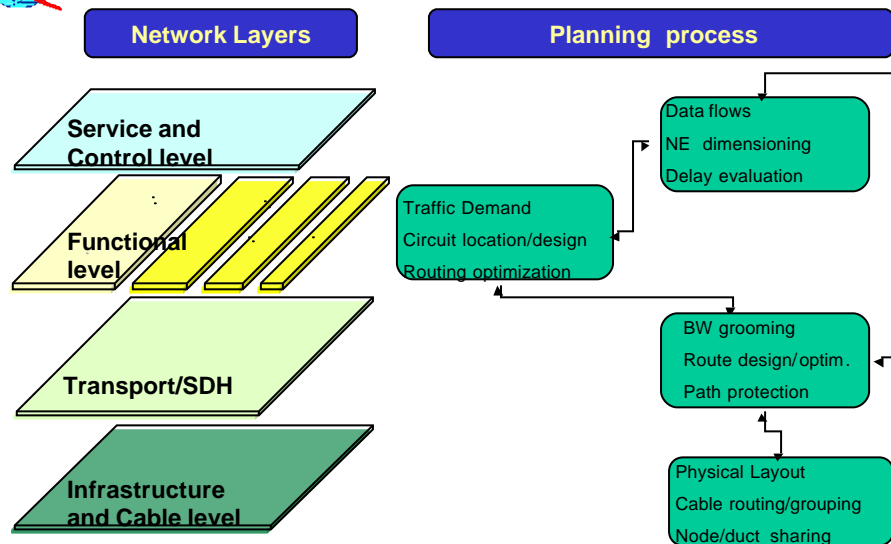 Network Layers
Planning process
Service and
Control level
Functional
level
Transport/SDH
Infrastructure
and Cable level
Data flows
NE dimensioning
Delay evaluation
Traffic Demand
Circuit location/design
Routing optimization
BW grooming
Route design/optim.
Path protection
Physical Layout
Cable routing/grouping
Node/duct sharing